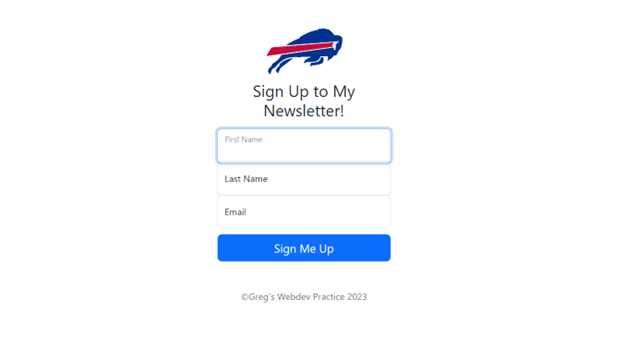 Sign Up to My
Newsletter!
First Name
Last Name
Email
Sign Me Up
©Greg's Webdev Practice 2023